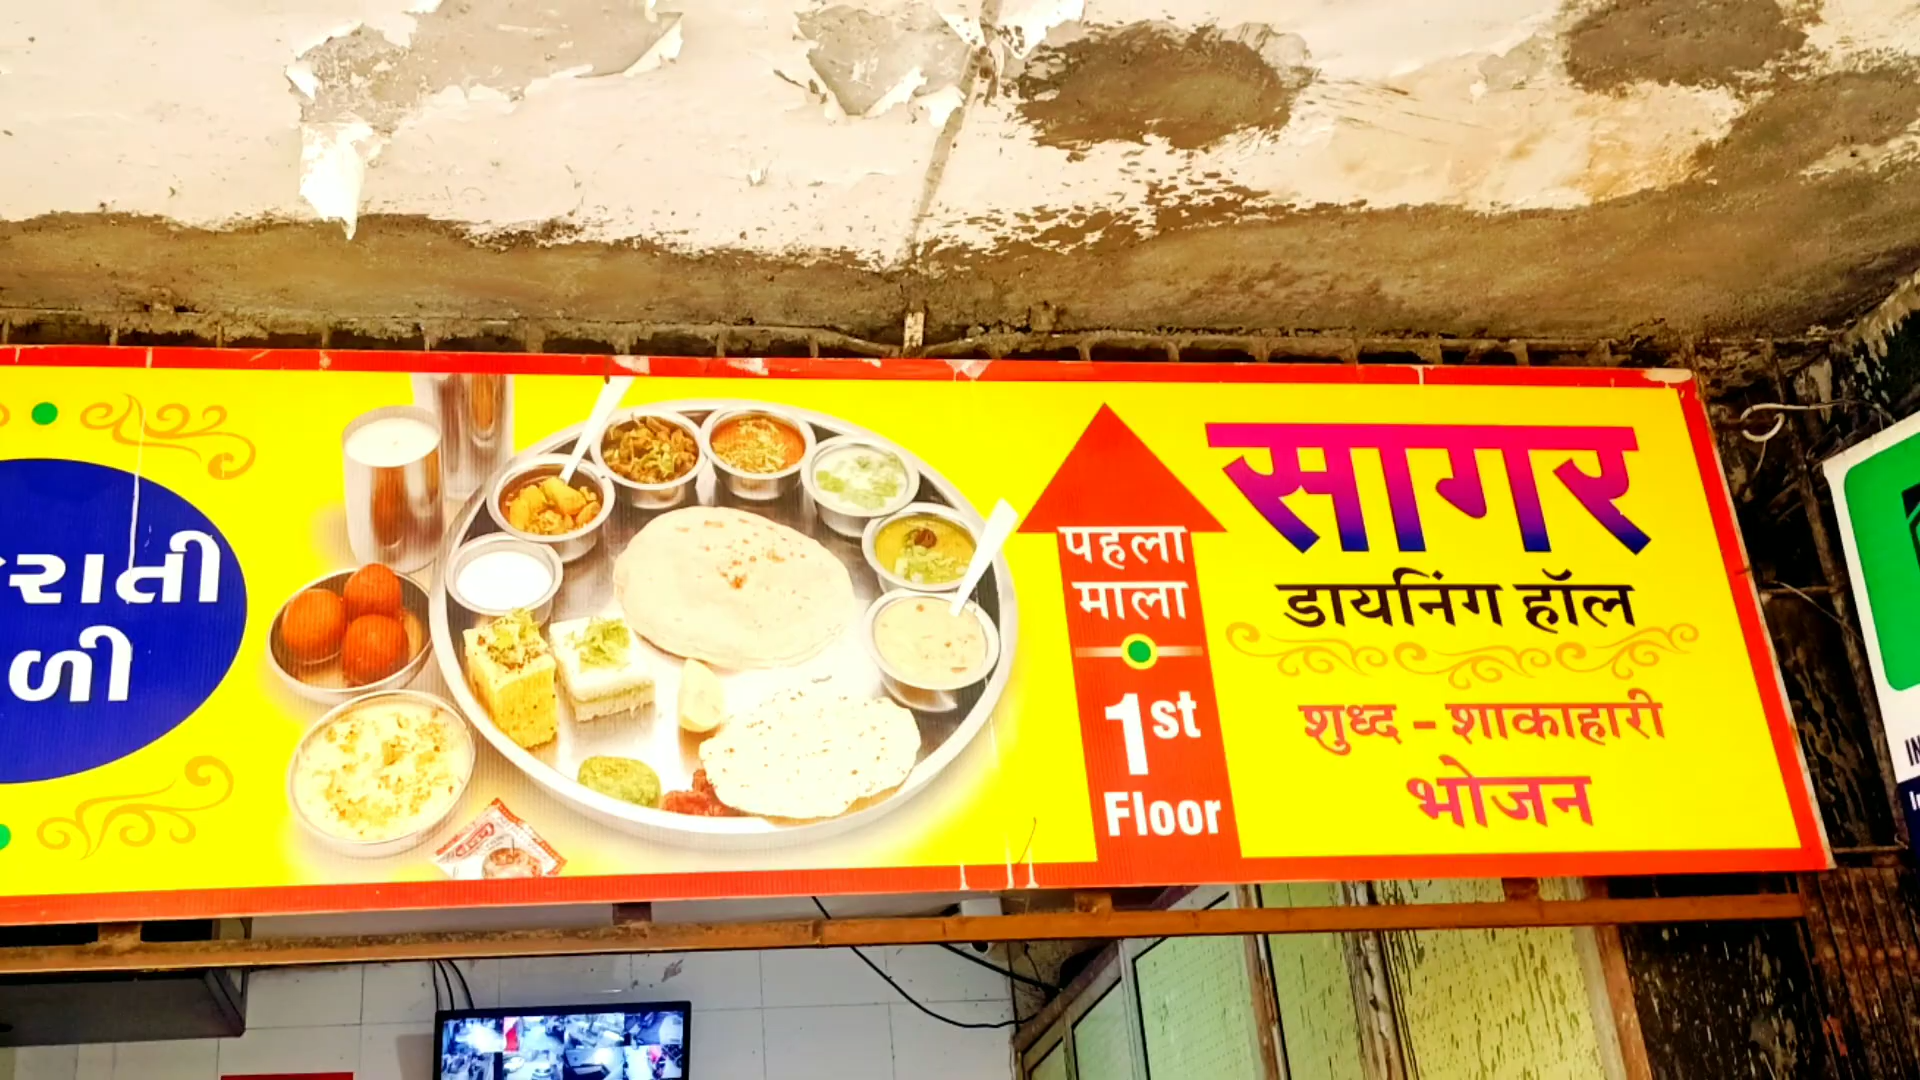 पहला
माला
1st
Floor
सागर
डायनिंग हॉल
शुध्द - शाकाहारी
भोजन